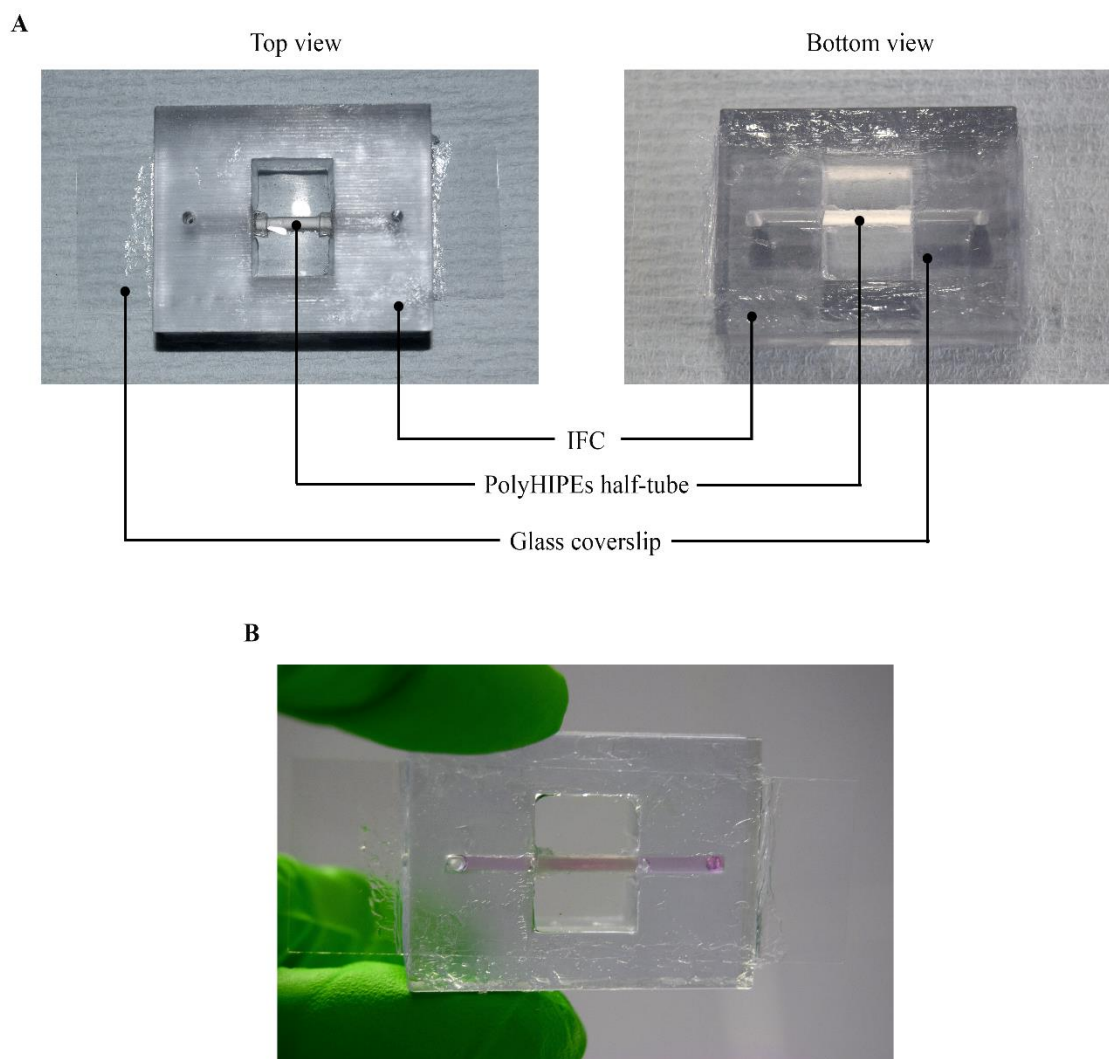 A
Top view
Bottom view
IFC
PolyHIPEs half-tube
Glass coverslip
B